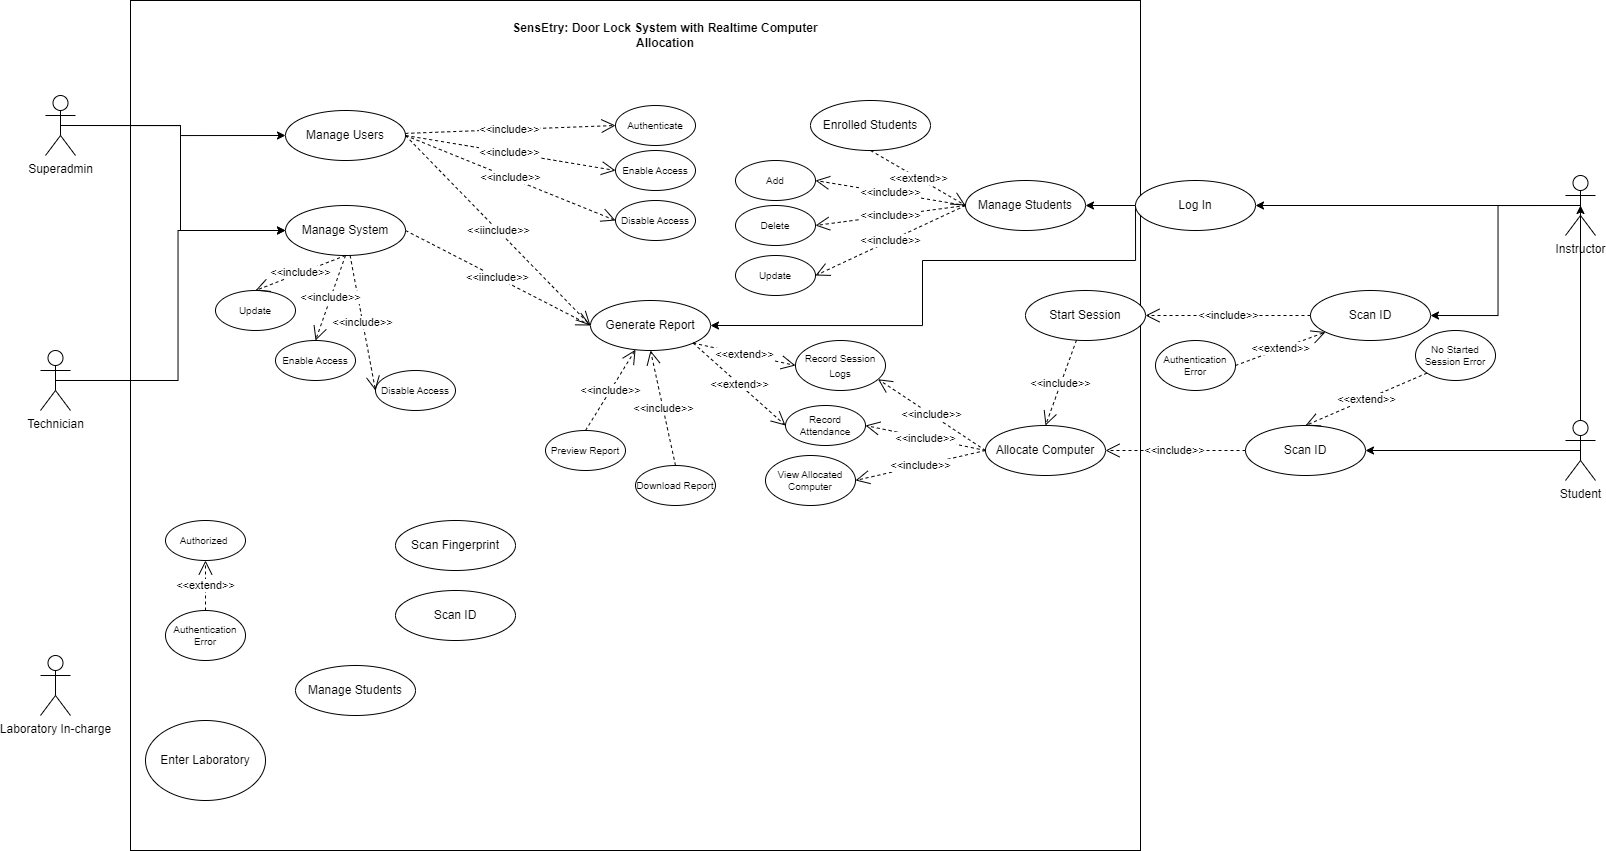 SensEtry: Door Lock System with Realtime Computer
Allocation
Superadmin
Manage Users
<<include>>
<<include>>
<<include>>
Authenticate
Enable Access
Disable Access
Manage System
<<iinclude>>
<<iinclude>>
<<include>>
<<include>>
<<include>>
Update
Enable Access
Disable Access
Technician
Enrolled Students
<<extend>>
Add
Delete
Update
<<include>>
<<include>>
<<include>>
Manage Students
Log In
Instructor
Generate Report
<<extend>>
<<extend>>
Record Session
Logs
Record
Attendance
View Allocated
Computer
<<include>>
<<include>>
<<include>>
<<include>>
<<include>>
Preview Report
Download Report
Start Session
<<include>>
Scan ID
Authentication
Error
<<extend>>
No Started
Session Error
<<extend>>
<<include>>
Allocate Computer
<<include>>
Scan ID
Student
Authorized
<<extend>>
Authentication
Error
Scan Fingerprint
Scan ID
Manage Students
Laboratory In-charge
Enter Laboratory